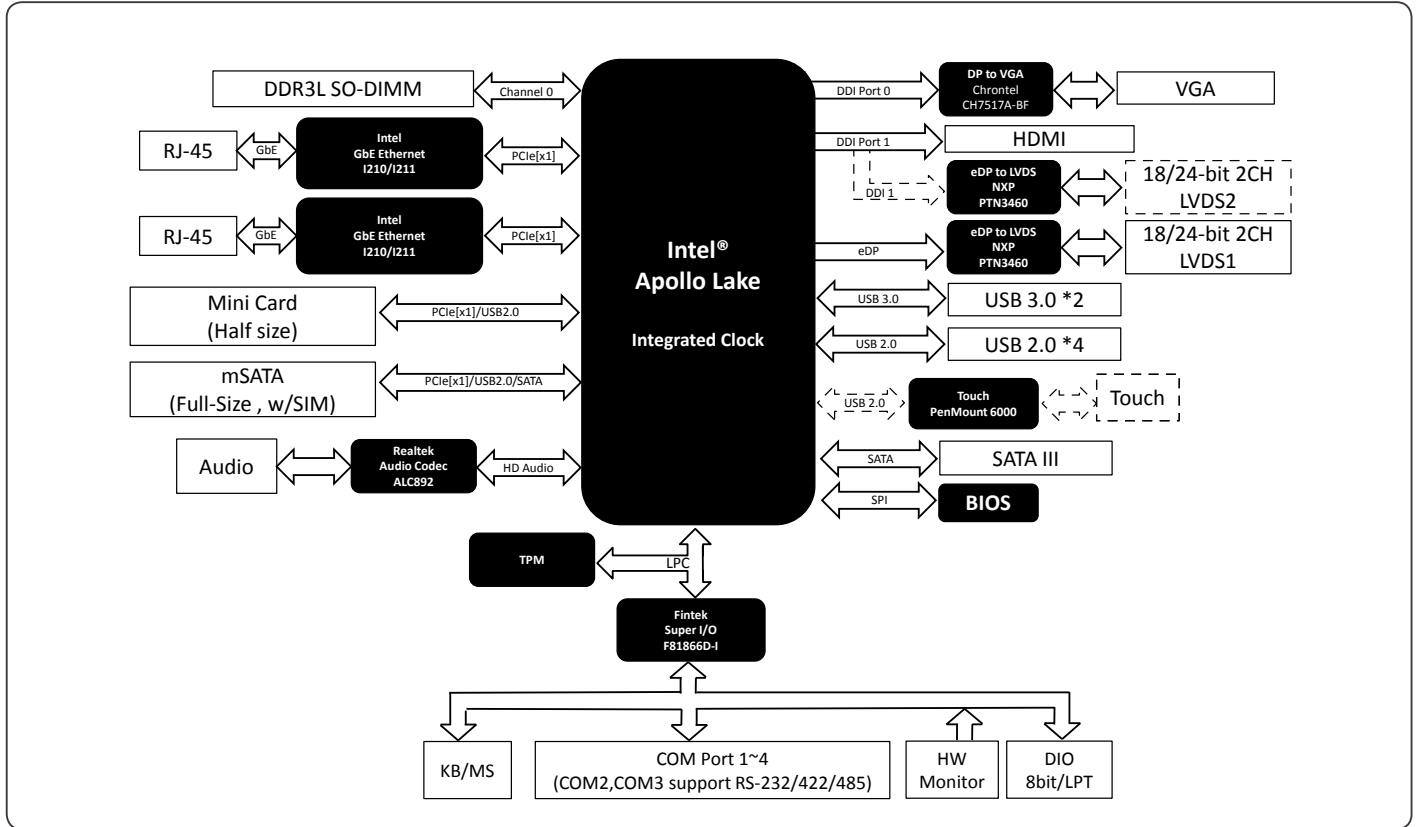 DDR3L SO-DIMM
Channel 0
RJ-45
GbE
Intel
GbE Ethernet
I210/I211
PCIe[x1]
RJ-45
GbE
Intel
GbE Ethernet
I210/I211
PCIe[x1]
Mini Card
(Half size)
PCIe[x1]/USB2.0
mSATA
(Full-Size , w/SIM)
PCIe[x1]/USB2.0/SATA
Audio
Realtek
Audio Codec
ALC892
HD Audio
Intel®
Apollo Lake
Integrated Clock
DDI Port 0
DP to VGA
Chrontel
CH7517A-BF
VGA
DDI Port 1
HDMI
DDI 1
eDP to LVDS
NXP
PTN3460
18/24-bit 2CH
LVDS2
eDP
eDP to LVDS
NXP
PTN3460
18/24-bit 2CH
LVDS1
USB 3.0
USB 3.0 *2
USB 2.0
USB 2.0 *4
USB 2.0
Touch
PenMount 6000
Touch
SATA
SATA III
SPI
BIOS
TPM
LPC
Fintek
Super I/O
F81866D-I
KB/MS
COM Port 1~4
(COM2,COM3 support RS-232/422/485)
HW
Monitor
DIO
8bit/LPT